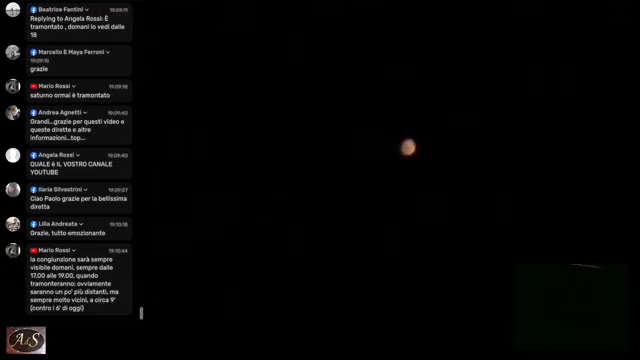 Beatrice Fantini 19:09:11
Replying to Angela Rossi: È
tramontato , domani lo vedi dalle
18
Marcello E Maya Ferroni
19:09:15
grazie
Mario Rossi 19:09:18
saturno ormai è tramontato
Andrea Agnetti 19:09:40
Grandi...grazie per questi video e
queste dirette e altre
informazioni...top...
Angela Rossi 19:09:40
QUALE è IL VOSTRO CANALE
YOUTUBE
Ilaria Silvestrini 19:09:57
Ciao Paolo grazie per la bellissima
diretta
Lilia Andreata 19:10:18
Grazie, tutto emozionante
Mario Rossi 19:10:44
la congiunzione sarà sempre
visibile domani, sempre dalle
17.00 alle 19.00, quando
tramonteranno: ovviamente
saranno un po' più distanti, ma
sempre molto vicini, a circa 9'
(contro i 6' di oggi)
AdS